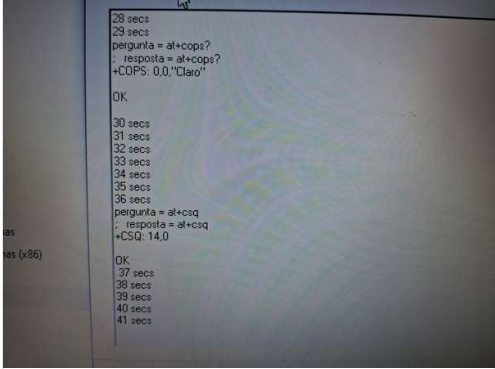 28 secs
29 secs
pergunta = at+cops?
;  resposta = at+cops?
+COPS: 0,0,"Claro"
OK
30 secs
31 secs
32 secs
33 secs
34 secs
35 secs
36 secs
pergunta = at+csq
;  resposta = at+csq
+CSQ: 14,0
OK
37 secs
38 secs
39 secs
40 secs
41 secs
as
as (x86)